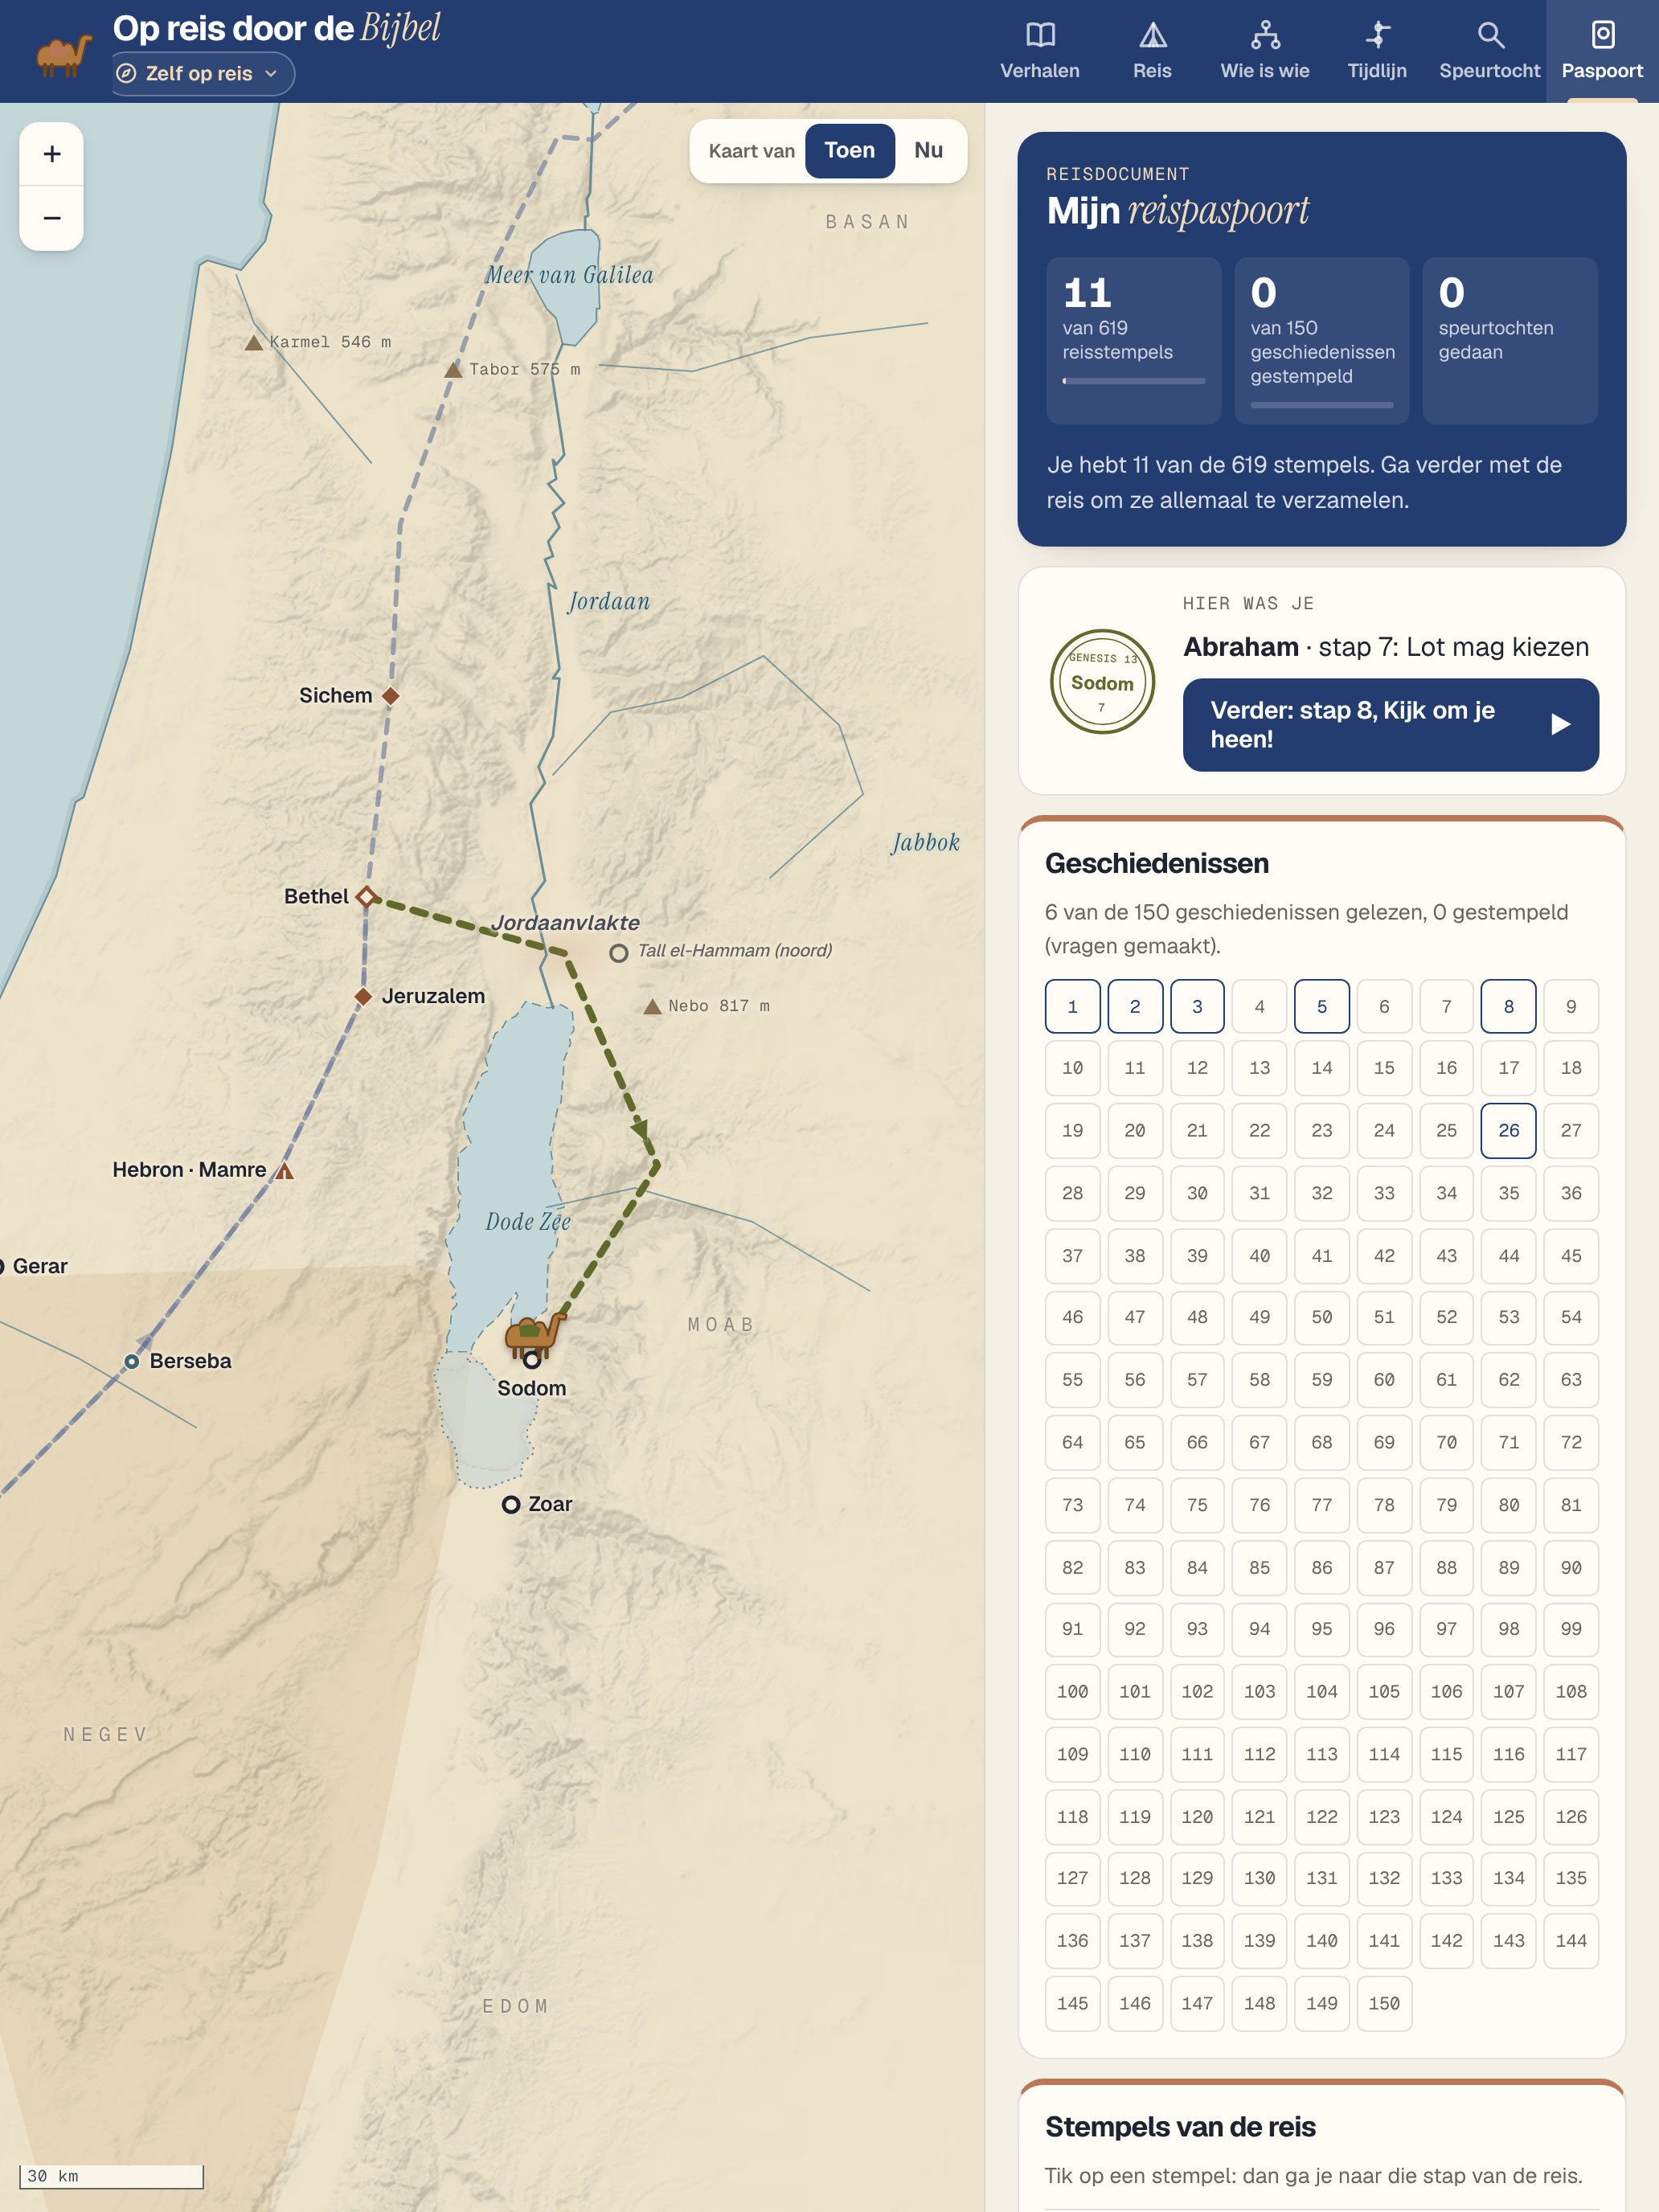 Op reis door de Bijbel
Zelf op reis
Verhalen
Reis
Wie is wie
Tijdlijn
Speurtocht
Paspoort
+
−
Kaart van
Toen
Nu
BASAN
Meer van Galilea
Karmel 546 m
Tabor 575 m
Jordaan
Sichem
Jabbok
Bethel
Jordaanvlakte
Tall el-Hammam (noord)
Jeruzalem
Nebo 817 m
Hebron · Mamre
Dode Zee
Gerar
MOAB
Berseba
Sodom
Zoar
NEGEV
EDOM
30 km
REISDOCUMENT
Mijn reispaspoort
11
van 619
reisstempels
0
van 150
geschiedenissen
gestempeld
0
speurtochten
gedaan
Je hebt 11 van de 619 stempels. Ga verder met de
reis om ze allemaal te verzamelen.
GENESIS 13
Sodom
7
HIER WAS JE
Abraham · stap 7: Lot mag kiezen
Verder: stap 8, Kijk om je
heen!
Geschiedenissen
6 van de 150 geschiedenissen gelezen, 0 gestempeld
(vragen gemaakt).
1 2 3 4 5 6 7 8 9
10 11 12 13 14 15 16 17 18
19 20 21 22 23 24 25 26 27
28 29 30 31 32 33 34 35 36
37 38 39 40 41 42 43 44 45
46 47 48 49 50 51 52 53 54
55 56 57 58 59 60 61 62 63
64 65 66 67 68 69 70 71 72
73 74 75 76 77 78 79 80 81
82 83 84 85 86 87 88 89 90
91 92 93 94 95 96 97 98 99
100 101 102 103 104 105 106 107 108
109 110 111 112 113 114 115 116 117
118 119 120 121 122 123 124 125 126
127 128 129 130 131 132 133 134 135
136 137 138 139 140 141 142 143 144
145 146 147 148 149 150
Stempels van de reis
Tik op een stempel: dan ga je naar die stap van de reis.